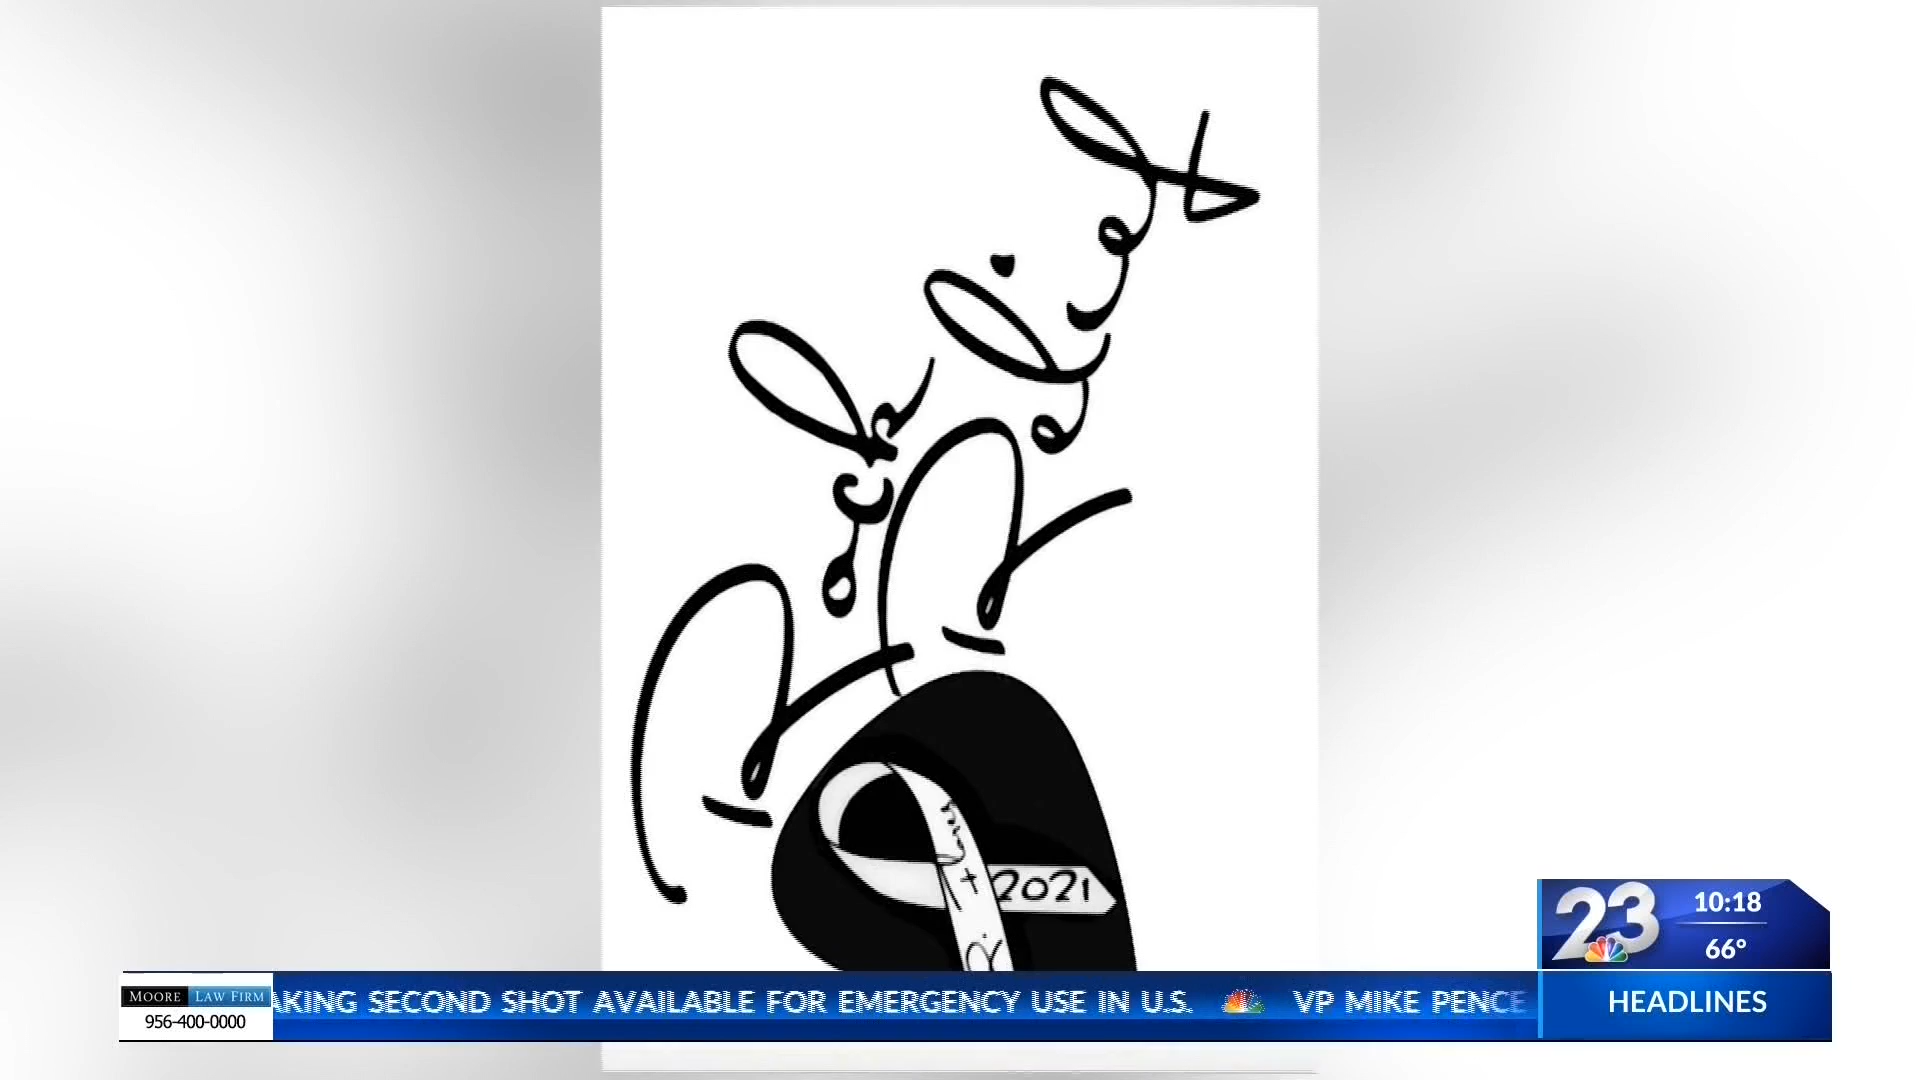 Rock
Relief
2021
23
10:18
66°
MOORE LAW FIRM
956-400-0000
AKING SECOND SHOT AVAILABLE FOR EMERGENCY USE IN U.S. VP MIKE PENCE
HEADLINES